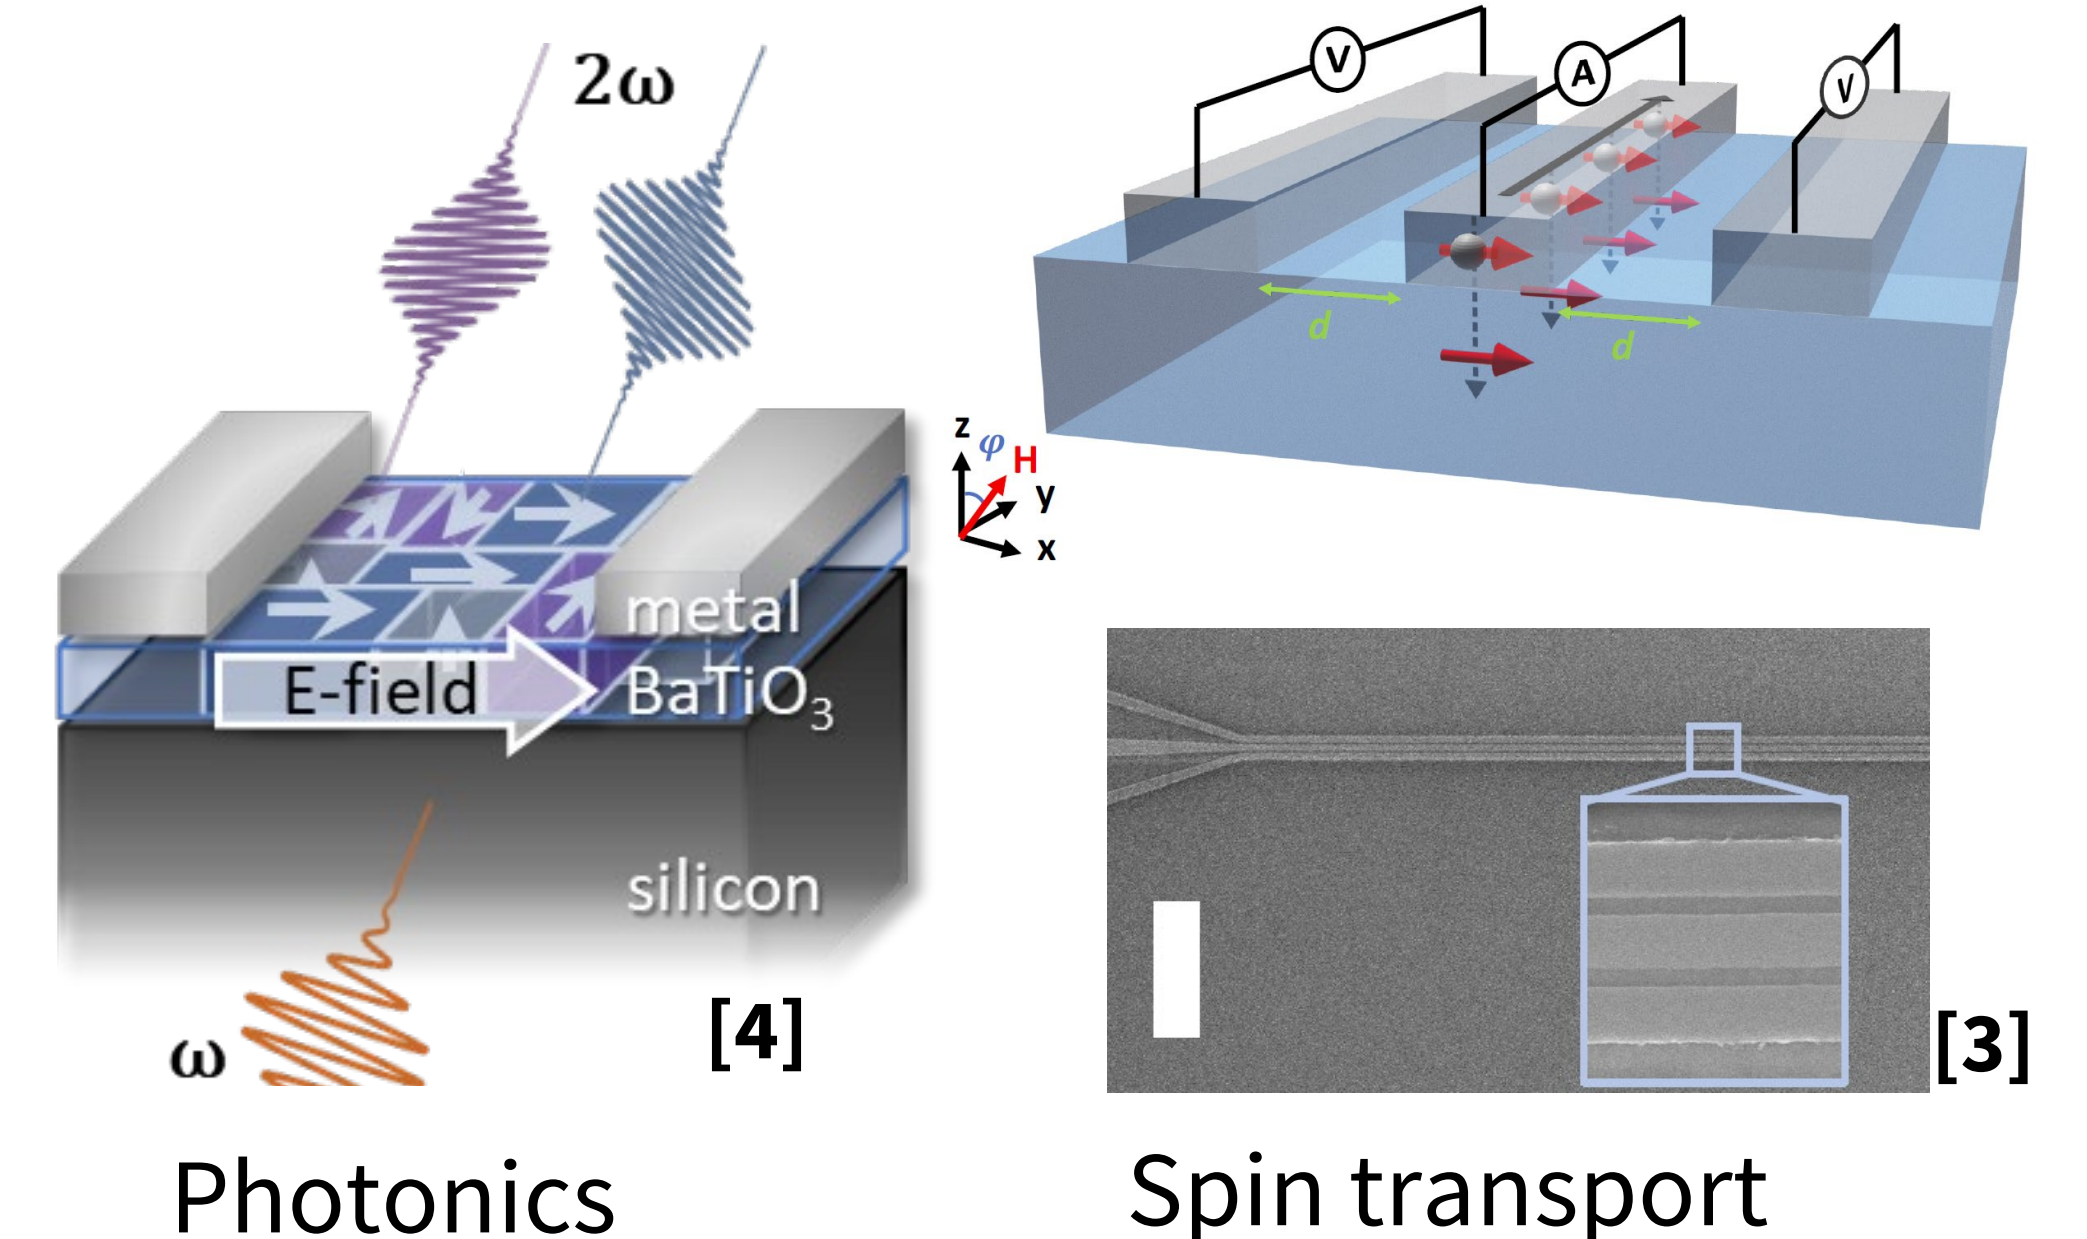 2ω
metal
E-field
BaTiO₃
silicon
ω
[4]
Photonics
V
A
V
d
d
z
φ
H
y
x
[3]
Spin transport